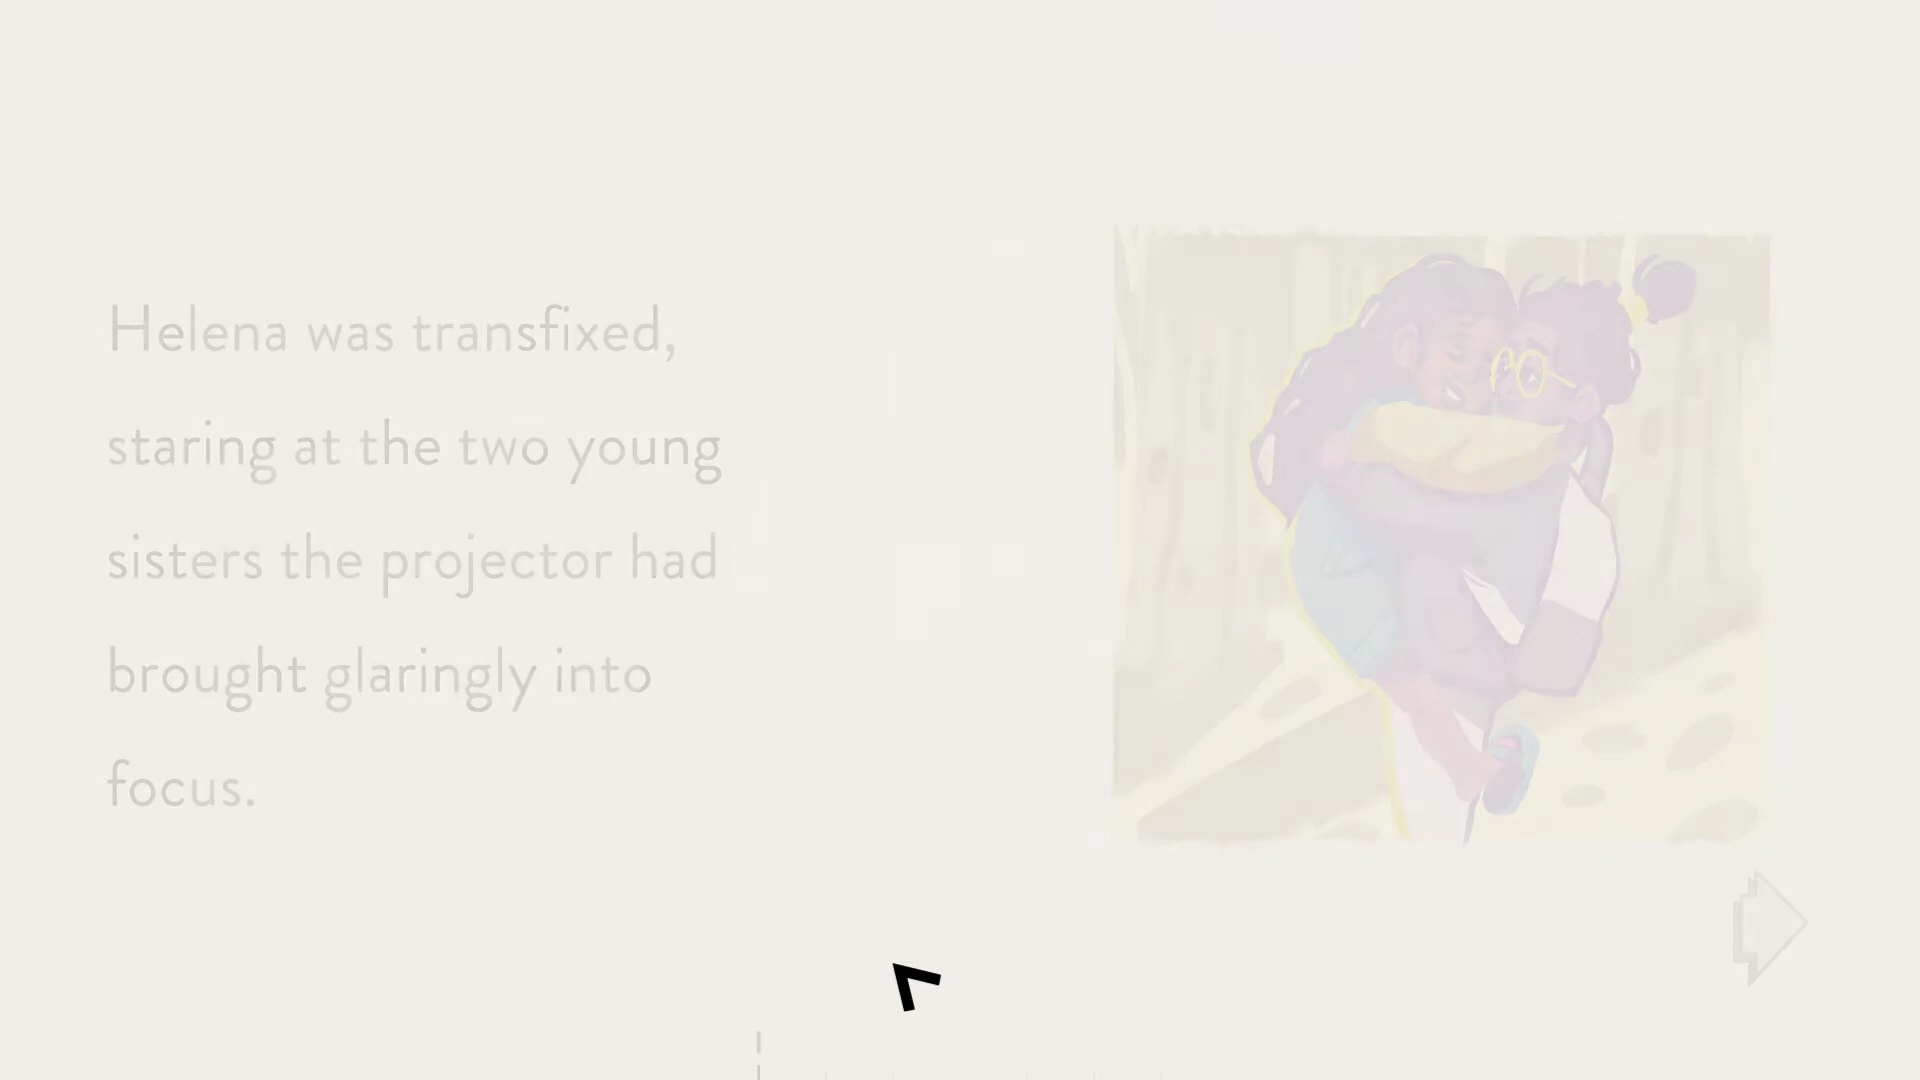 Helena was transfixed,
staring at the two young
sisters the projector had
brought glaringly into
focus.